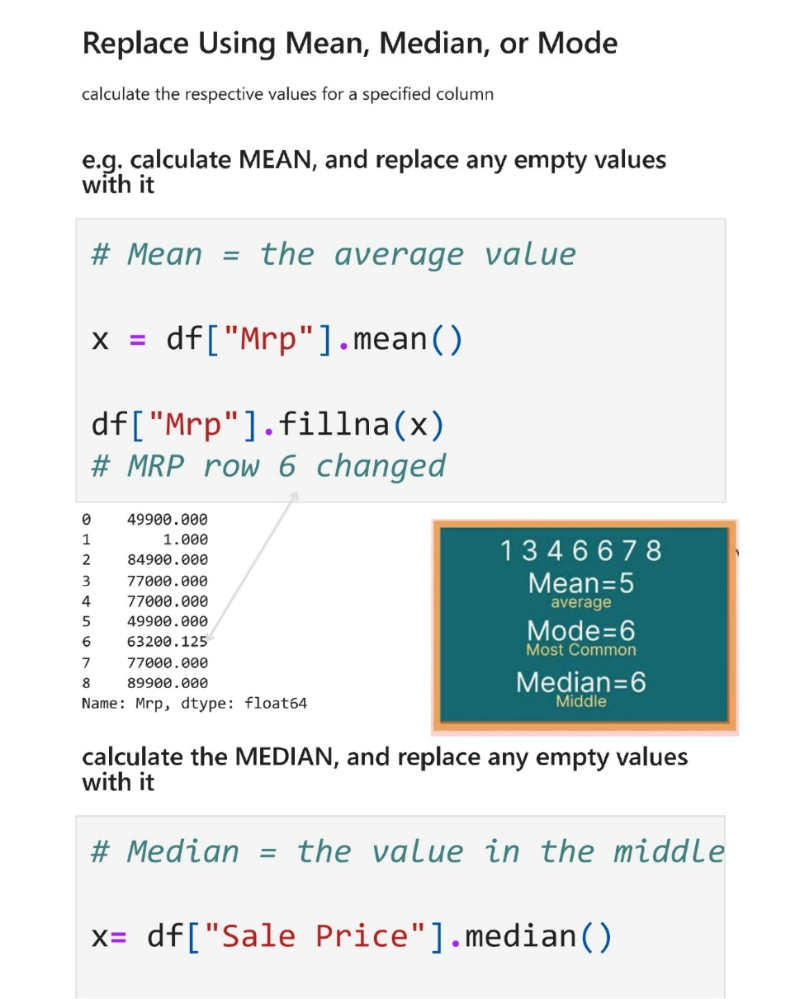 Replace Using Mean, Median, or Mode
calculate the respective values for a specified column
e.g. calculate MEAN, and replace any empty values
with it
# Mean = the average value
x = df["Mrp"].mean()
df["Mrp"].fillna(x)
# MRP row 6 changed
0 49900.000
1 1.000
2 84900.000
3 77000.000
4 77000.000
5 49900.000
6 63200.125
7 77000.000
8 89900.000
Name: Mrp, dtype: float64
1 3 4 6 6 7 8
Mean=5
average
Mode=6
Most Common
Median=6
Middle
calculate the MEDIAN, and replace any empty values
with it
# Median = the value in the middle
x= df["Sale Price"].median()